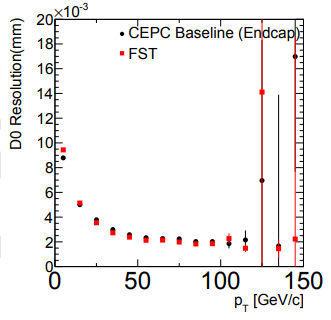 ×10⁻³
20
18
16
14
12
10
8
6
4
2
0
D0 Resolution(mm)
CEPC Baseline (Endcap)
FST
0 50 100 150
p_T [GeV/c]